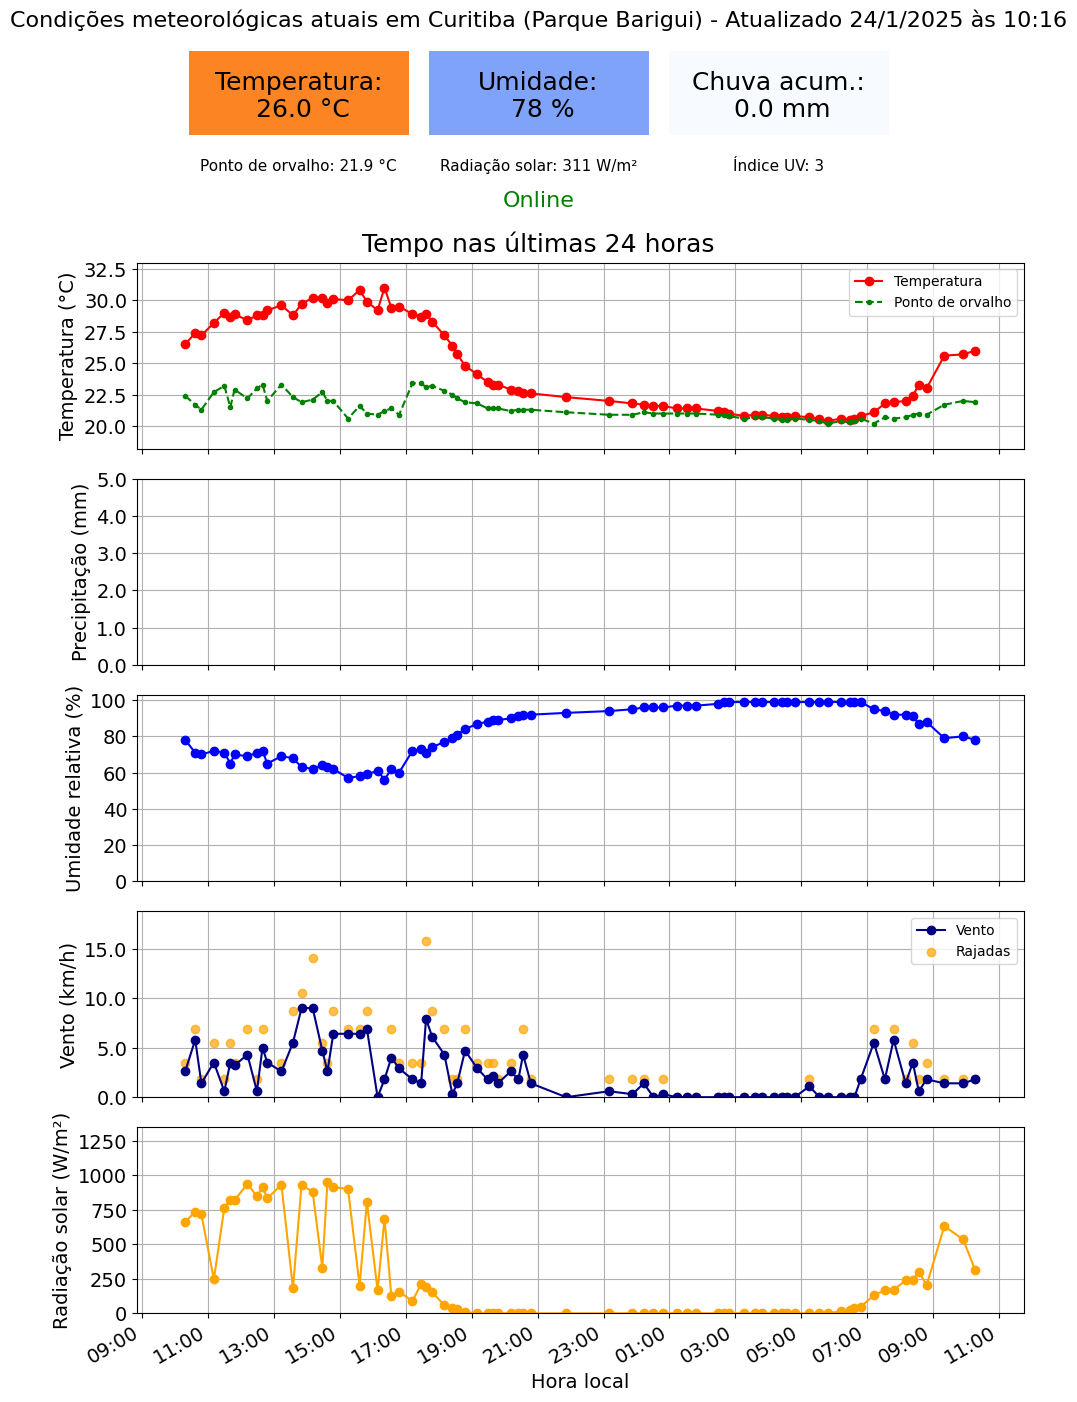 Condições meteorológicas atuais em Curitiba (Parque Barigui) - Atualizado 24/1/2025 às 10:16
Temperatura:
26.0 °C
Umidade:
78 %
Chuva acum.:
0.0 mm
Ponto de orvalho: 21.9 °C
Radiação solar: 311 W/m²
Índice UV: 3
Online
Tempo nas últimas 24 horas
Temperatura (°C)
32.5
30.0
27.5
25.0
22.5
20.0
Temperatura
Ponto de orvalho
Precipitação (mm)
5.0
4.0
3.0
2.0
1.0
0.0
Umidade relativa (%)
100
80
60
40
20
0
Vento (km/h)
15.0
10.0
5.0
0.0
Vento
Rajadas
Radiação solar (W/m²)
1250
1000
750
500
250
0
09:00
11:00
13:00
15:00
17:00
19:00
21:00
23:00
01:00
03:00
05:00
07:00
09:00
11:00
Hora local